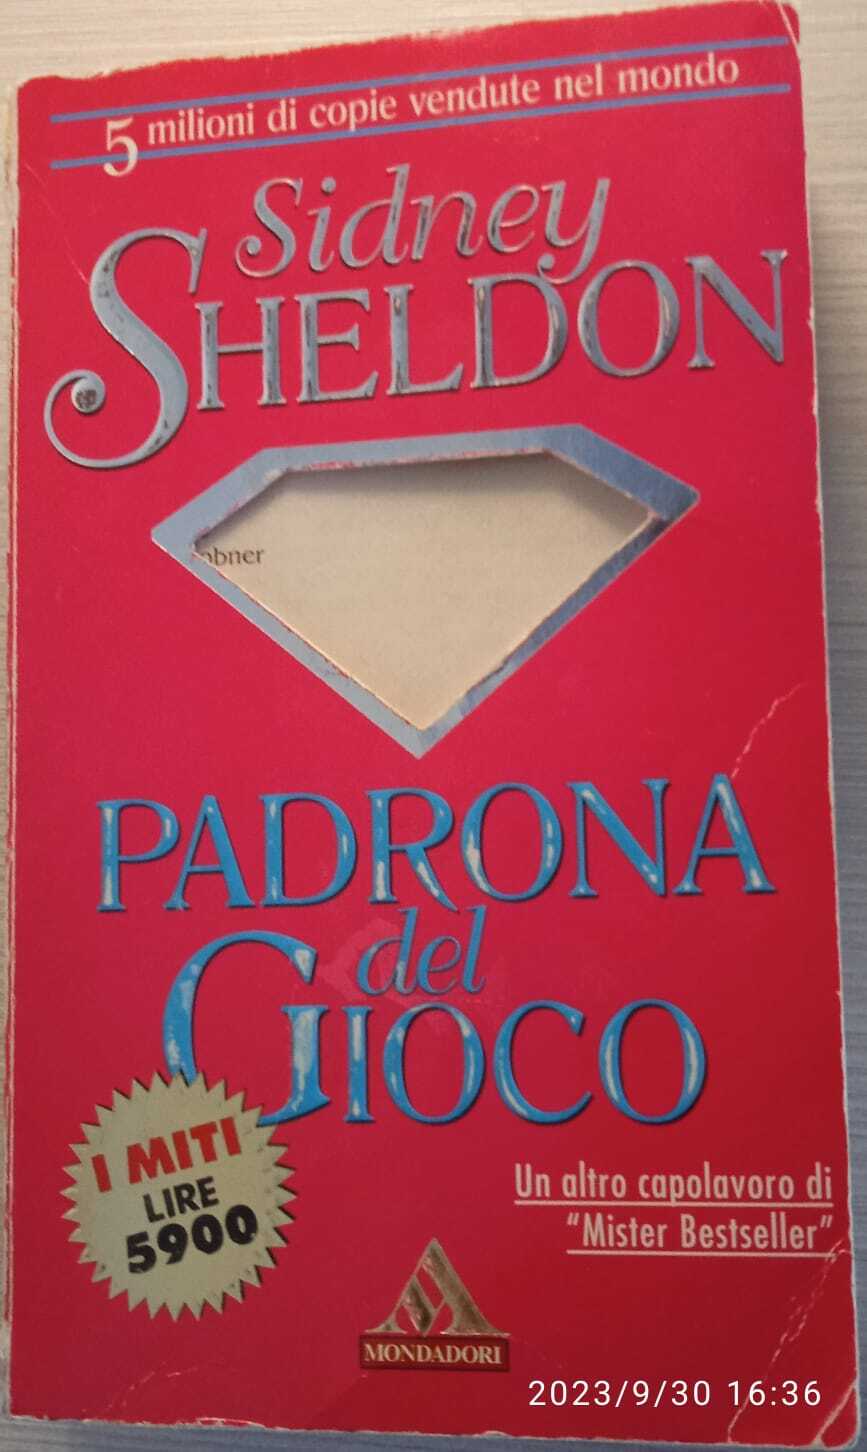 5 milioni di copie vendute nel mondo
Sidney
SHELDON
obner
PADRONA
del
GIOCO
I MITI
LIRE
5900
Un altro capolavoro di
"Mister Bestseller"
MONDADORI
2023/9/30 16:36